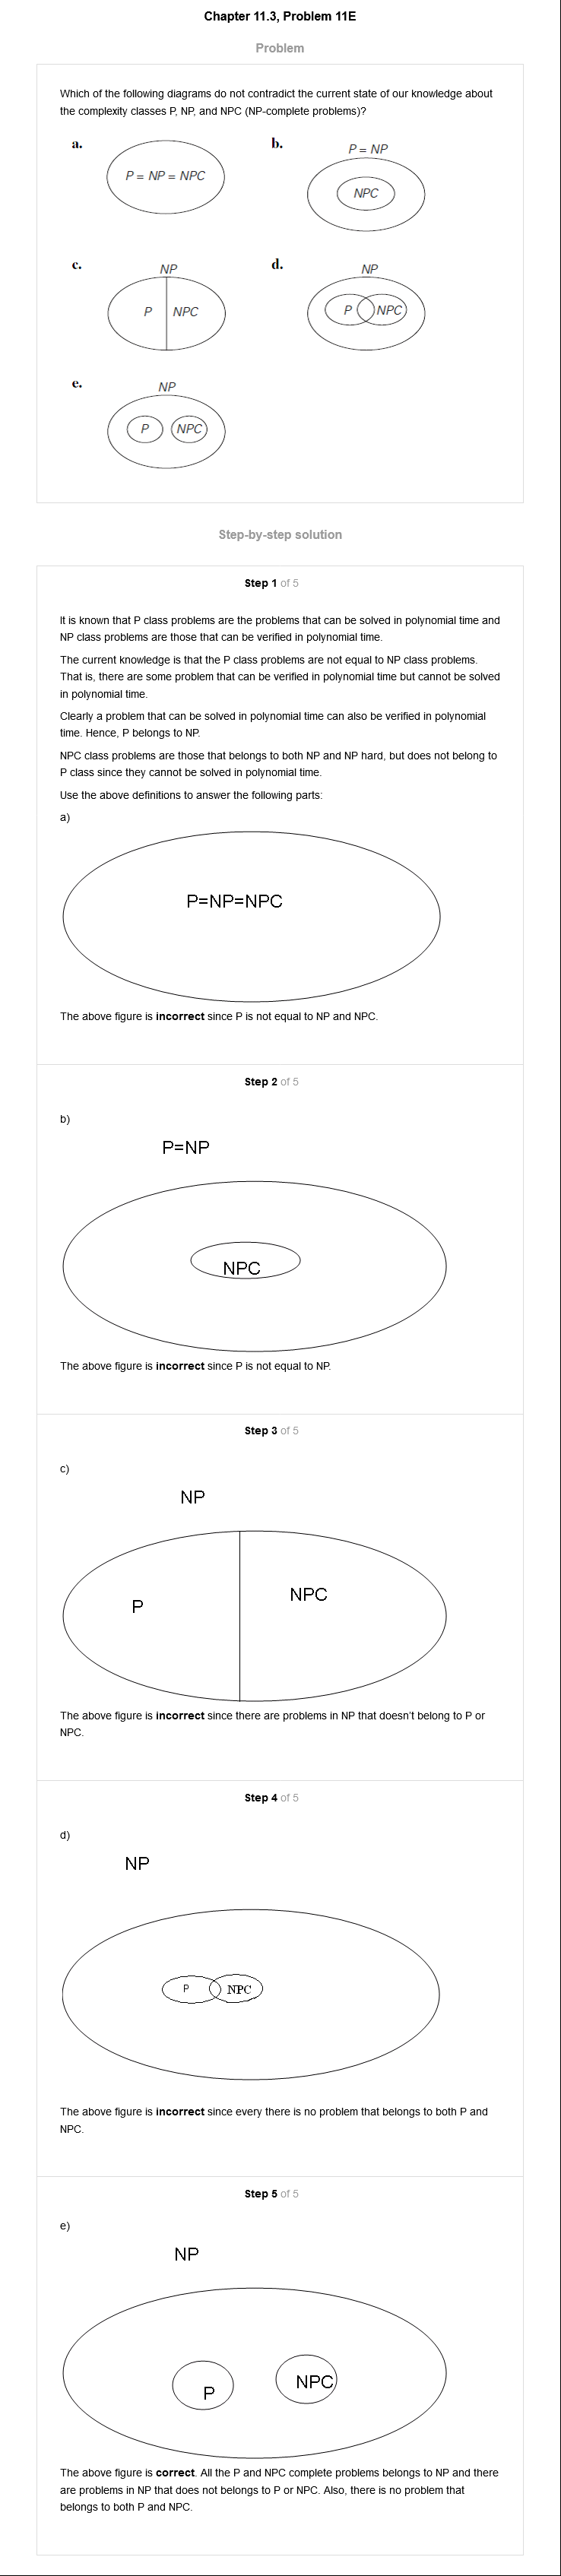 Chapter 11.3, Problem 11E
Problem
Which of the following diagrams do not contradict the current state of our knowledge about
the complexity classes P, NP, and NPC (NP-complete problems)?
a.
P = NP = NPC
b.
P = NP
NPC
c.
NP
P
NPC
d.
NP
P
NPC
e.
NP
P
NPC
Step-by-step solution
Step 1 of 5
It is known that P class problems are the problems that can be solved in polynomial time and
NP class problems are those that can be verified in polynomial time.
The current knowledge is that the P class problems are not equal to NP class problems.
That is, there are some problem that can be verified in polynomial time but cannot be solved
in polynomial time.
Clearly a problem that can be solved in polynomial time can also be verified in polynomial
time. Hence, P belongs to NP.
NPC class problems are those that belongs to both NP and NP hard, but does not belong to
P class since they cannot be solved in polynomial time.
Use the above definitions to answer the following parts:
a)
P=NP=NPC
The above figure is incorrect since P is not equal to NP and NPC.
Step 2 of 5
b)
P=NP
NPC
The above figure is incorrect since P is not equal to NP.
Step 3 of 5
c)
NP
P
NPC
The above figure is incorrect since there are problems in NP that doesn't belong to P or
NPC.
Step 4 of 5
d)
NP
P
NPC
The above figure is incorrect since every there is no problem that belongs to both P and
NPC.
Step 5 of 5
e)
NP
P
NPC
The above figure is correct. All the P and NPC complete problems belongs to NP and there
are problems in NP that does not belongs to P or NPC. Also, there is no problem that
belongs to both P and NPC.